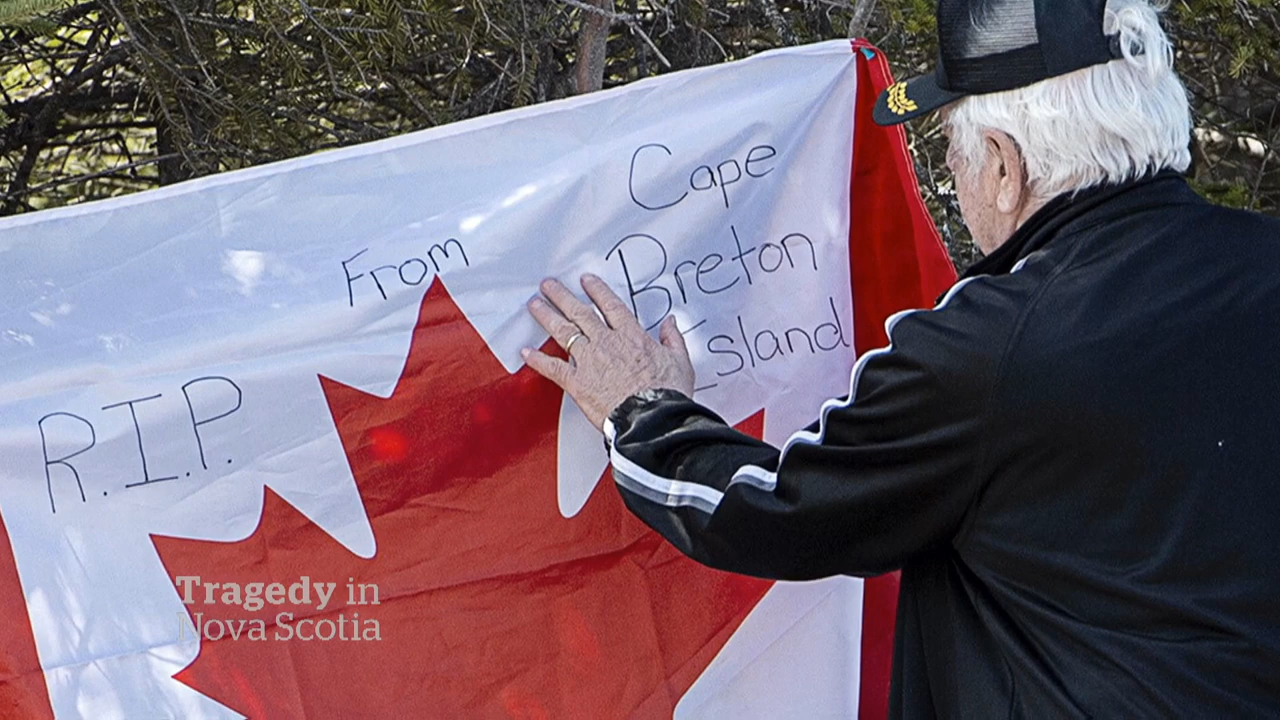 Cape
From
Breton
Island
R.I.P.
Tragedy in
Nova Scotia